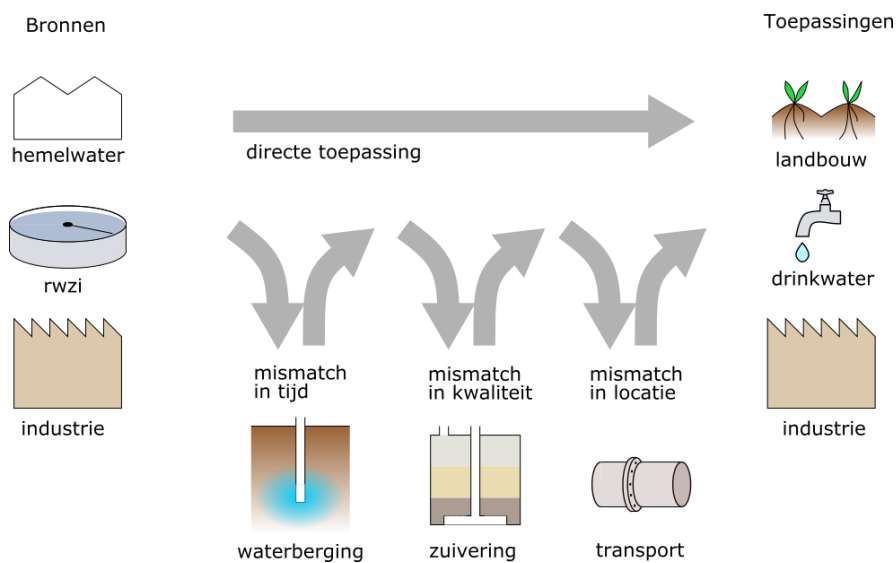 Bronnen
Toepassingen
hemelwater
directe toepassing
landbouw
rwzi
drinkwater
mismatch
in tijd
mismatch
in kwaliteit
mismatch
in locatie
industrie
industrie
waterberging
zuivering
transport